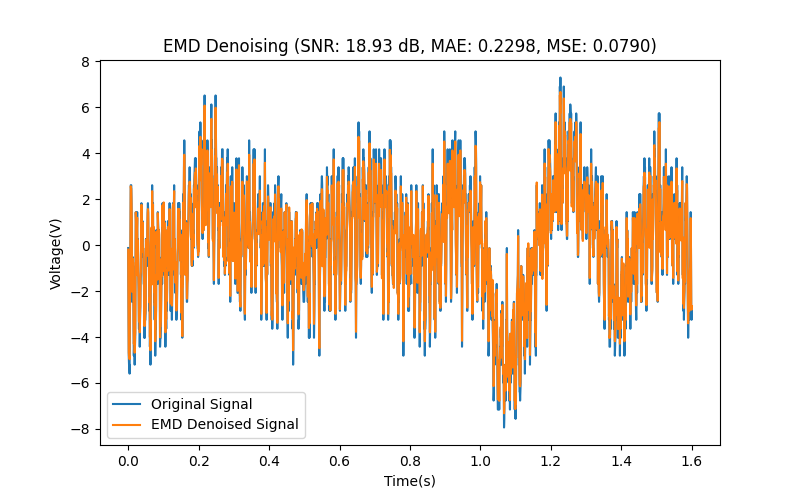 EMD Denoising (SNR: 18.93 dB, MAE: 0.2298, MSE: 0.0790)
8
6
4
2
0
−2
−4
−6
−8
Voltage(V)
Original Signal
EMD Denoised Signal
0.0 0.2 0.4 0.6 0.8 1.0 1.2 1.4 1.6
Time(s)